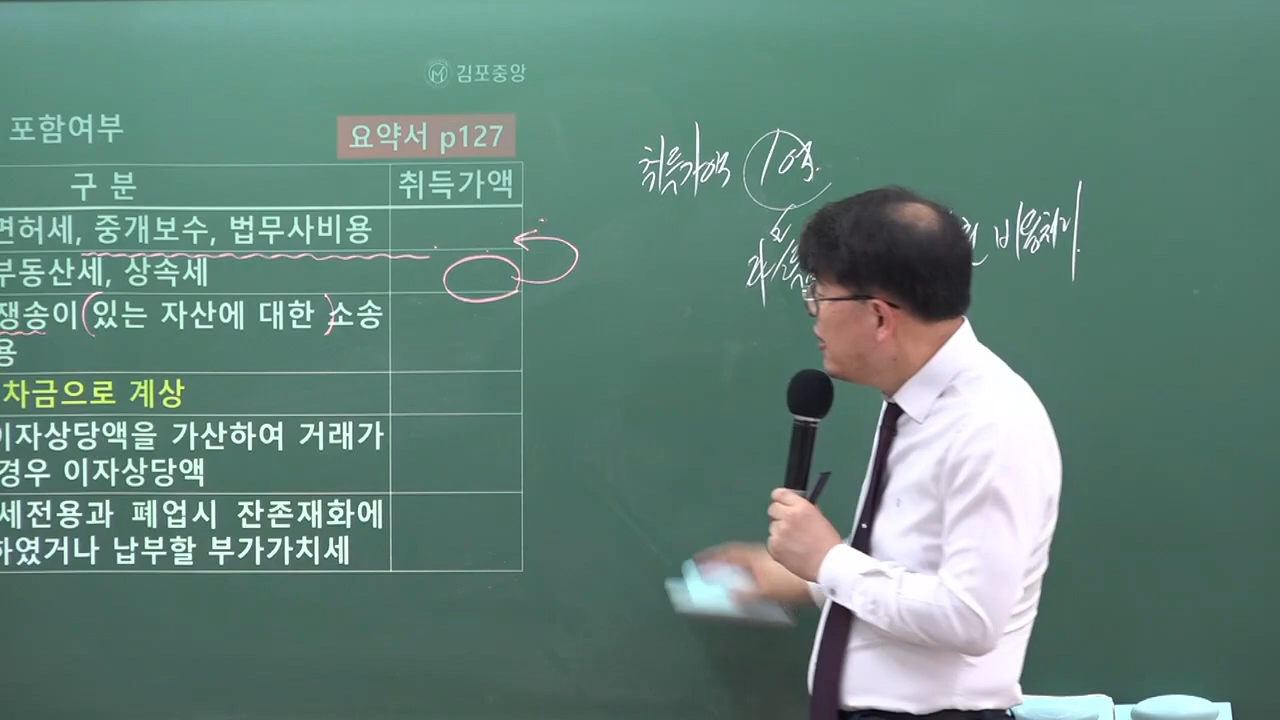 김포중앙
포함여부
요약서 p127
구 분
취득가액
면허세, 중개보수, 법무사비용
부동산세, 상속세
쟁송이 있는 자산에 대한 소송
용
차금으로 계상
이자상당액을 가산하여 거래가
경우 이자상당액
세전용과 폐업시 잔존재화에
하였거나 납부할 부가가치세
취득가액 1억.
비용처리